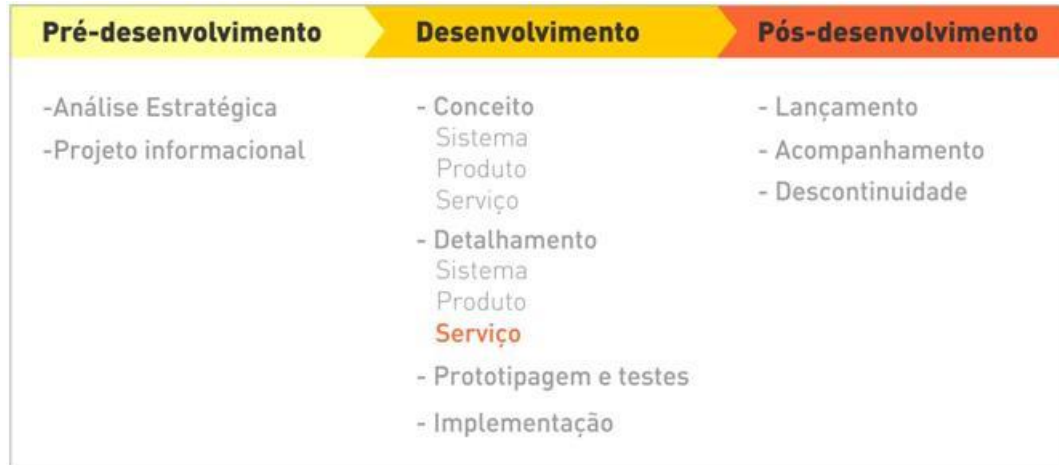 Pré-desenvolvimento
-Análise Estratégica
-Projeto informacional
Desenvolvimento
- Conceito
Sistema
Produto
Serviço
- Detalhamento
Sistema
Produto
Serviço
- Prototipagem e testes
- Implementação
Pós-desenvolvimento
- Lançamento
- Acompanhamento
- Descontinuidade